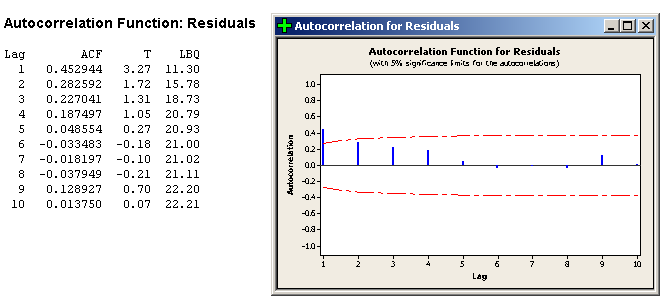 Autocorrelation Function: Residuals
Lag ACF T LBQ
1 0.452944 3.27 11.30
2 0.282592 1.72 15.78
3 0.227041 1.31 18.73
4 0.187497 1.05 20.79
5 0.048554 0.27 20.93
6 -0.033483 -0.18 21.00
7 -0.018197 -0.10 21.02
8 -0.037949 -0.21 21.11
9 0.128927 0.70 22.20
10 0.013750 0.07 22.21
Autocorrelation for Residuals
Autocorrelation Function for Residuals
(with 5% significance limits for the autocorrelations)
Autocorrelation
1.0
0.8
0.6
0.4
0.2
0.0
-0.2
-0.4
-0.6
-0.8
-1.0
1 2 3 4 5 6 7 8 9 10
Lag